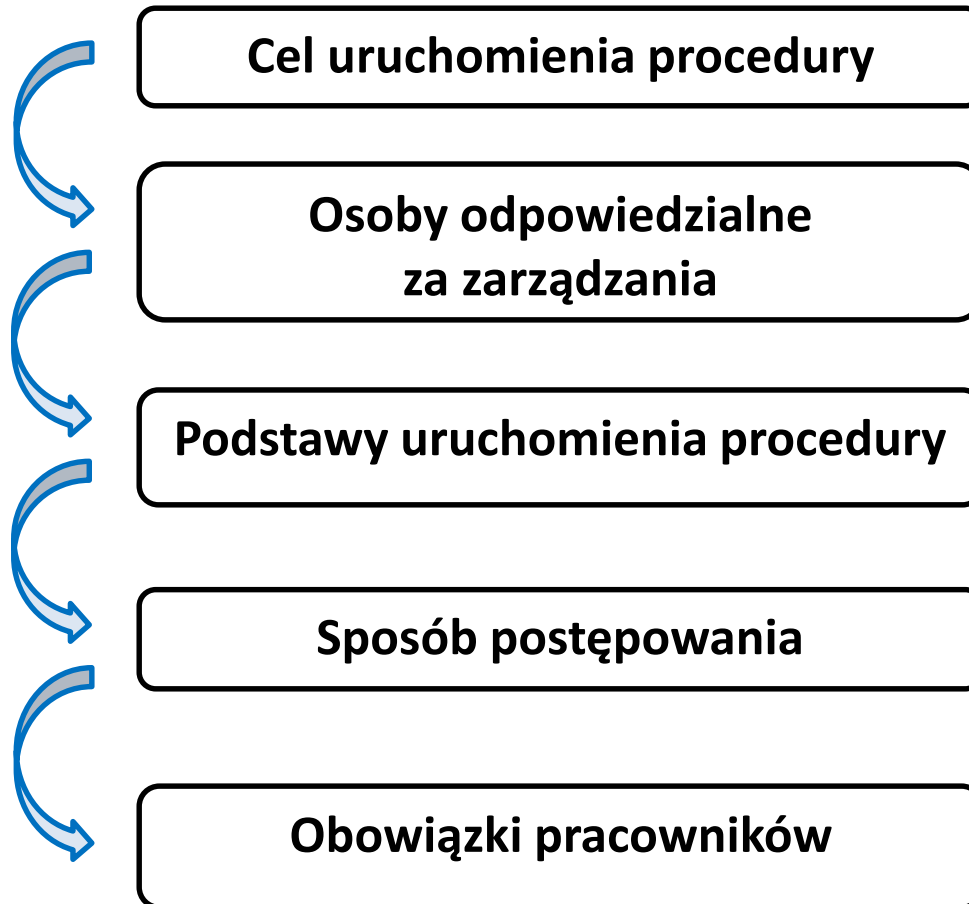 Cel uruchomienia procedury
Osoby odpowiedzialne
za zarządzania
Podstawy uruchomienia procedury
Sposób postępowania
Obowiązki pracowników